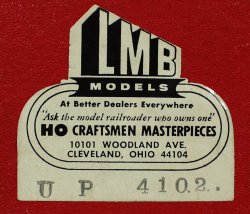 LMB
MODELS
At Better Dealers Everywhere
"Ask the model railroader who owns one"
HO CRAFTSMEN MASTERPIECES
10101 WOODLAND AVE.
CLEVELAND, OHIO 44104
UP 4102..